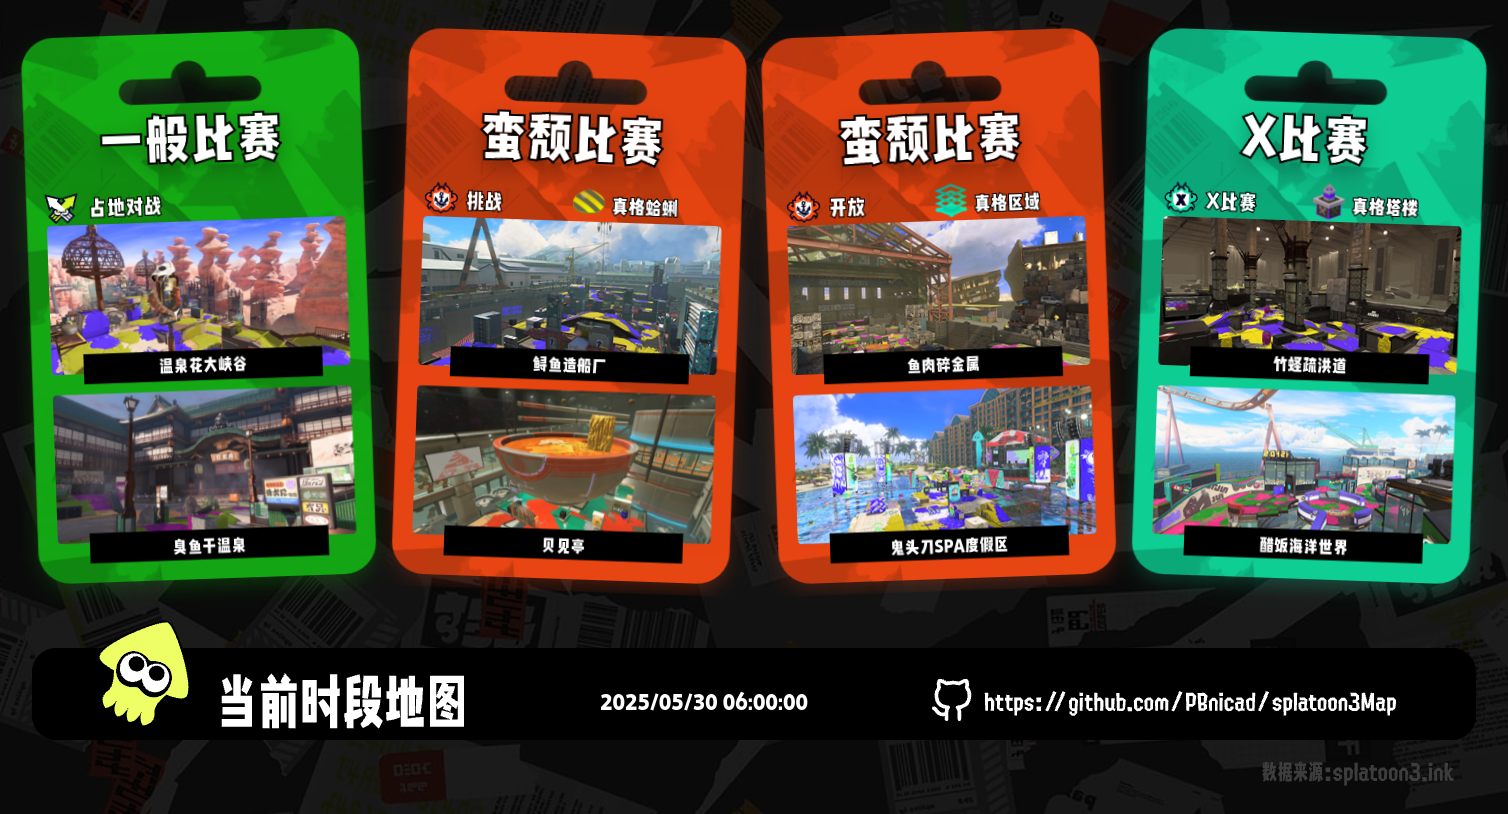 一般比赛
占地对战
温泉花大峡谷
臭鱼干温泉
蛮颓比赛
挑战
真格蛤蜊
鲟鱼造船厂
贝见亭
蛮颓比赛
开放
真格区域
鱼肉碎金属
鬼头刀SPA度假区
X比赛
X比赛
真格塔楼
竹蛏疏洪道
醋饭海洋世界
当前时段地图
2025/05/30 06:00:00
https://github.com/PBnicad/splatoon3Map
数据来源:splatoon3.ink